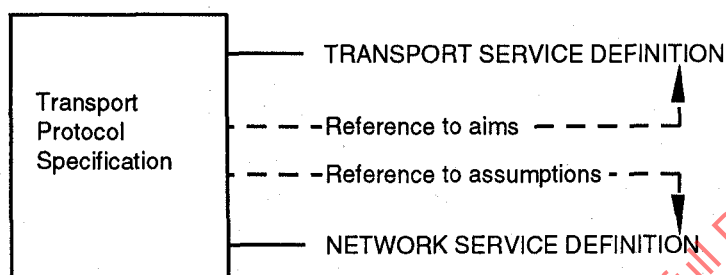 TRANSPORT SERVICE DEFINITION
Transport
Protocol
Specification
Reference to aims
Reference to assumptions
NETWORK SERVICE DEFINITION